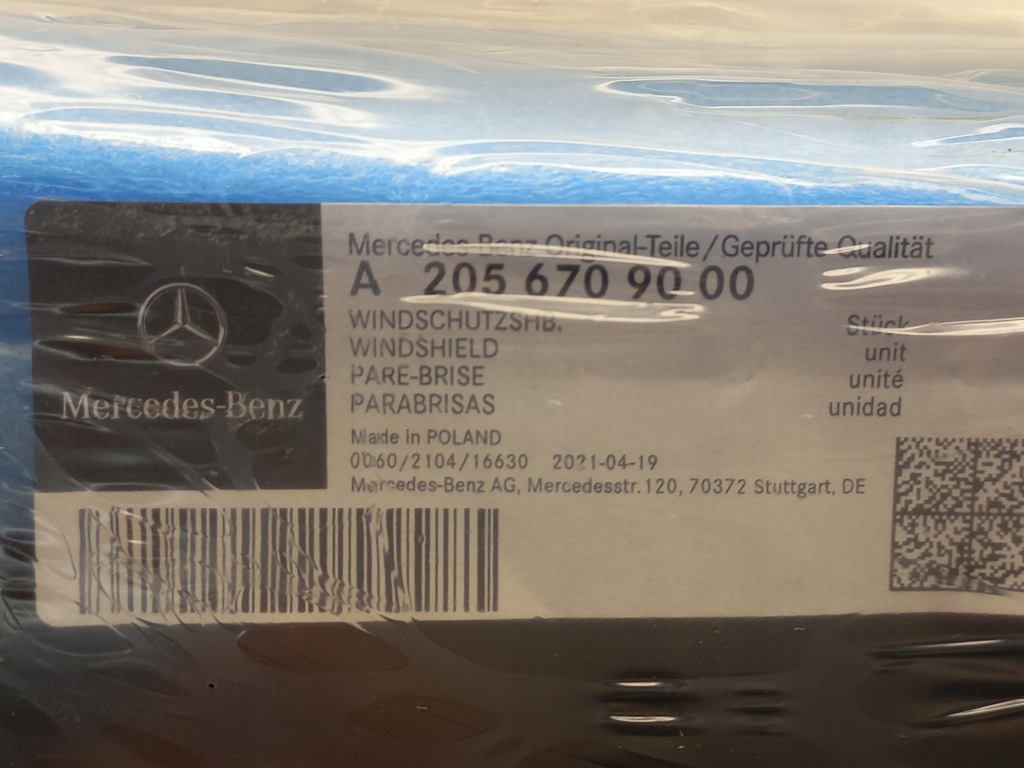 Mercedes-Benz Original-Teile/Geprüfte Qualität
A 205 670 90 00
WINDSCHUTZSHB.
WINDSHIELD
PARE-BRISE
PARABRISAS
Stück
unit
unité
unidad
Made in POLAND
0060/2104/16630 2021-04-19
Mercedes-Benz AG, Mercedesstr.120, 70372 Stuttgart, DE
Mercedes-Benz